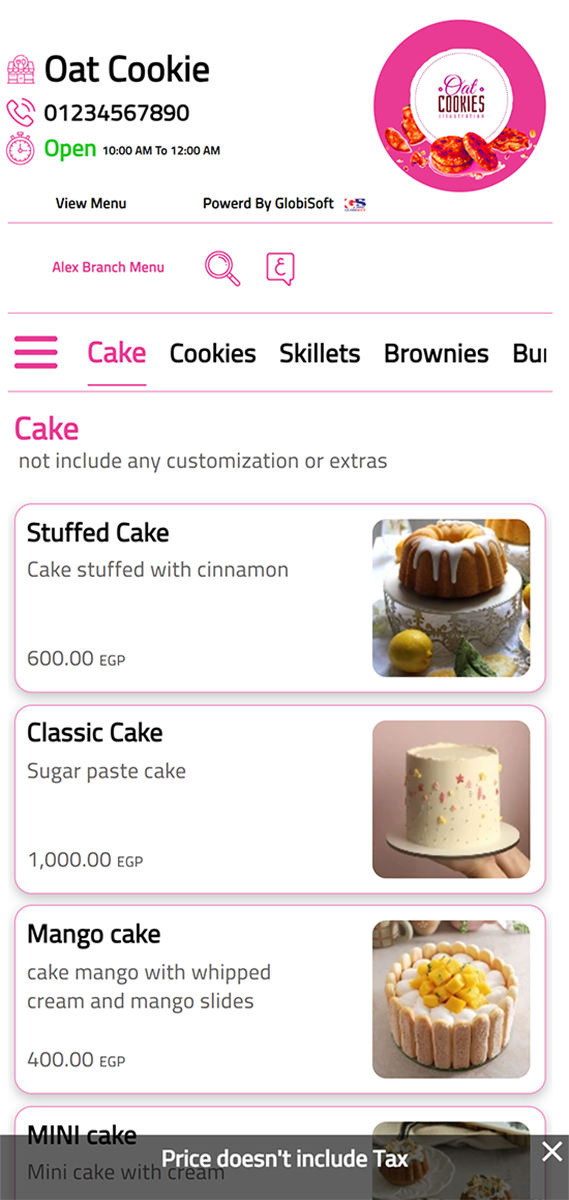 Oat Cookie
01234567890
Open 10:00 AM To 12:00 AM
Oat
COOKIES
illustration
View Menu
Powerd By GlobiSoft
GS
Alex Branch Menu
ع
Cake
Cookies
Skillets
Brownies
Cake
not include any customization or extras
Stuffed Cake
Cake stuffed with cinnamon
600.00 EGP
Classic Cake
Sugar paste cake
1,000.00 EGP
Mango cake
cake mango with whipped
cream and mango slides
400.00 EGP
MINI cake
Mini cake with cream
Price doesn't include Tax